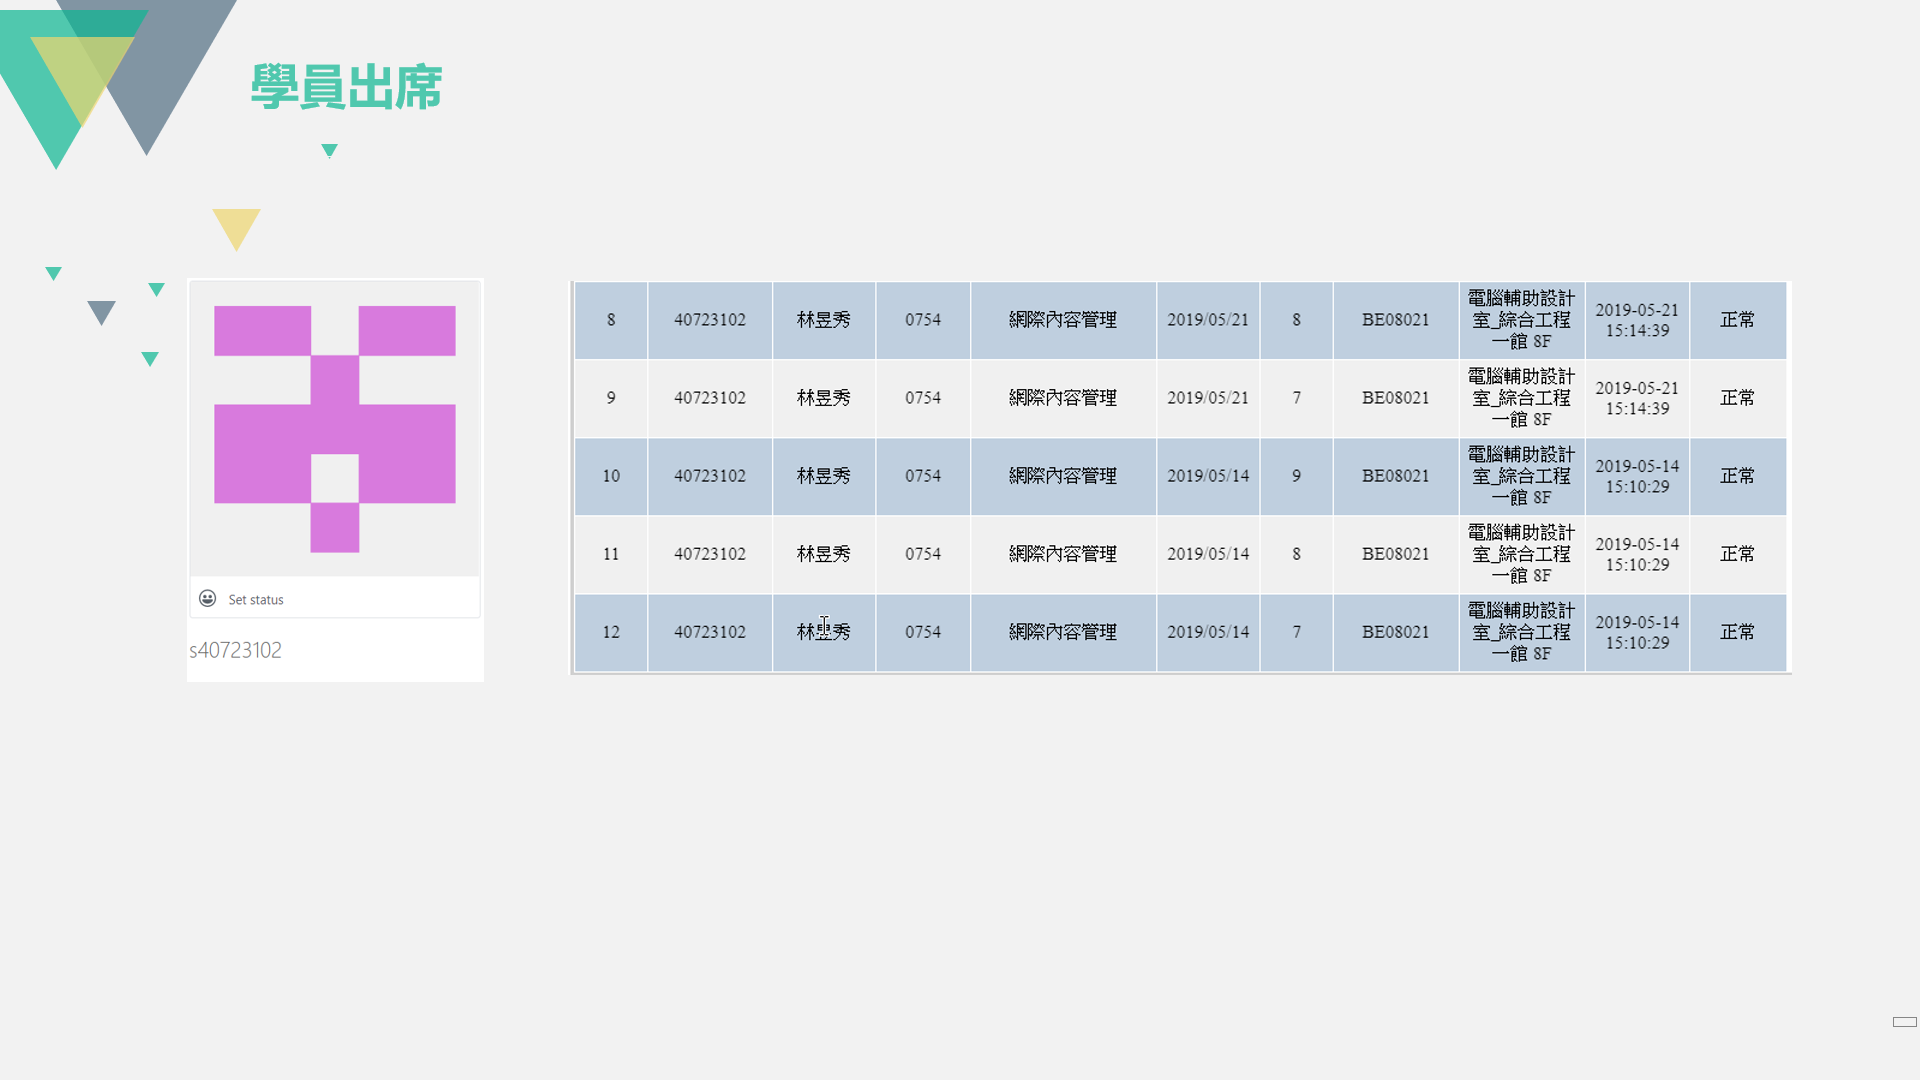 學員出席
Set status
s40723102
8 40723102 林昱秀 0754 網際內容管理 2019/05/21 8 BE08021 電腦輔助設計室_綜合工程一館 8F 2019-05-21 15:14:39 正常
9 40723102 林昱秀 0754 網際內容管理 2019/05/21 7 BE08021 電腦輔助設計室_綜合工程一館 8F 2019-05-21 15:14:39 正常
10 40723102 林昱秀 0754 網際內容管理 2019/05/14 9 BE08021 電腦輔助設計室_綜合工程一館 8F 2019-05-14 15:10:29 正常
11 40723102 林昱秀 0754 網際內容管理 2019/05/14 8 BE08021 電腦輔助設計室_綜合工程一館 8F 2019-05-14 15:10:29 正常
12 40723102 林昱秀 0754 網際內容管理 2019/05/14 7 BE08021 電腦輔助設計室_綜合工程一館 8F 2019-05-14 15:10:29 正常